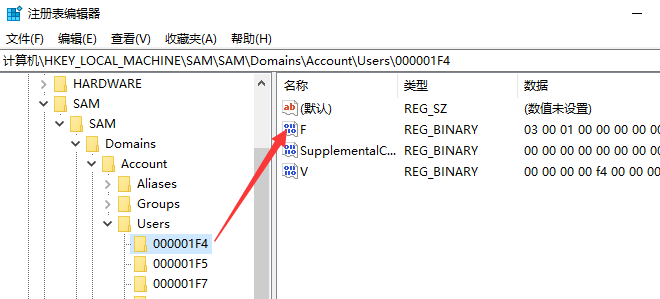 注册表编辑器
文件(F) 编辑(E) 查看(V) 收藏夹(A) 帮助(H)
计算机\HKEY_LOCAL_MACHINE\SAM\SAM\Domains\Account\Users\000001F4
HARDWARE
SAM
SAM
Domains
Account
Aliases
Groups
Users
000001F4
000001F5
000001F7
名称 类型 数据
(默认) REG_SZ (数值未设置)
F REG_BINARY 03 00 01 00 00 00 00 00
SupplementalC... REG_BINARY 00 00 00 00 00 00 00 00
V REG_BINARY 00 00 00 00 f4 00 00 00